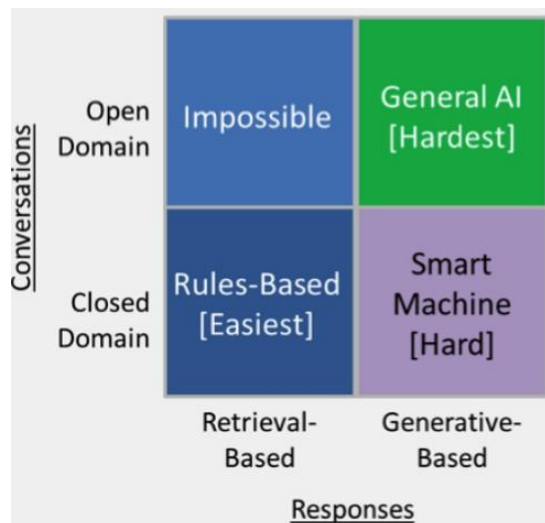 Conversations
Open
Domain
Impossible
General AI
[Hardest]
Closed
Domain
Rules-Based
[Easiest]
Smart
Machine
[Hard]
Retrieval-
Based
Generative-
Based
Responses